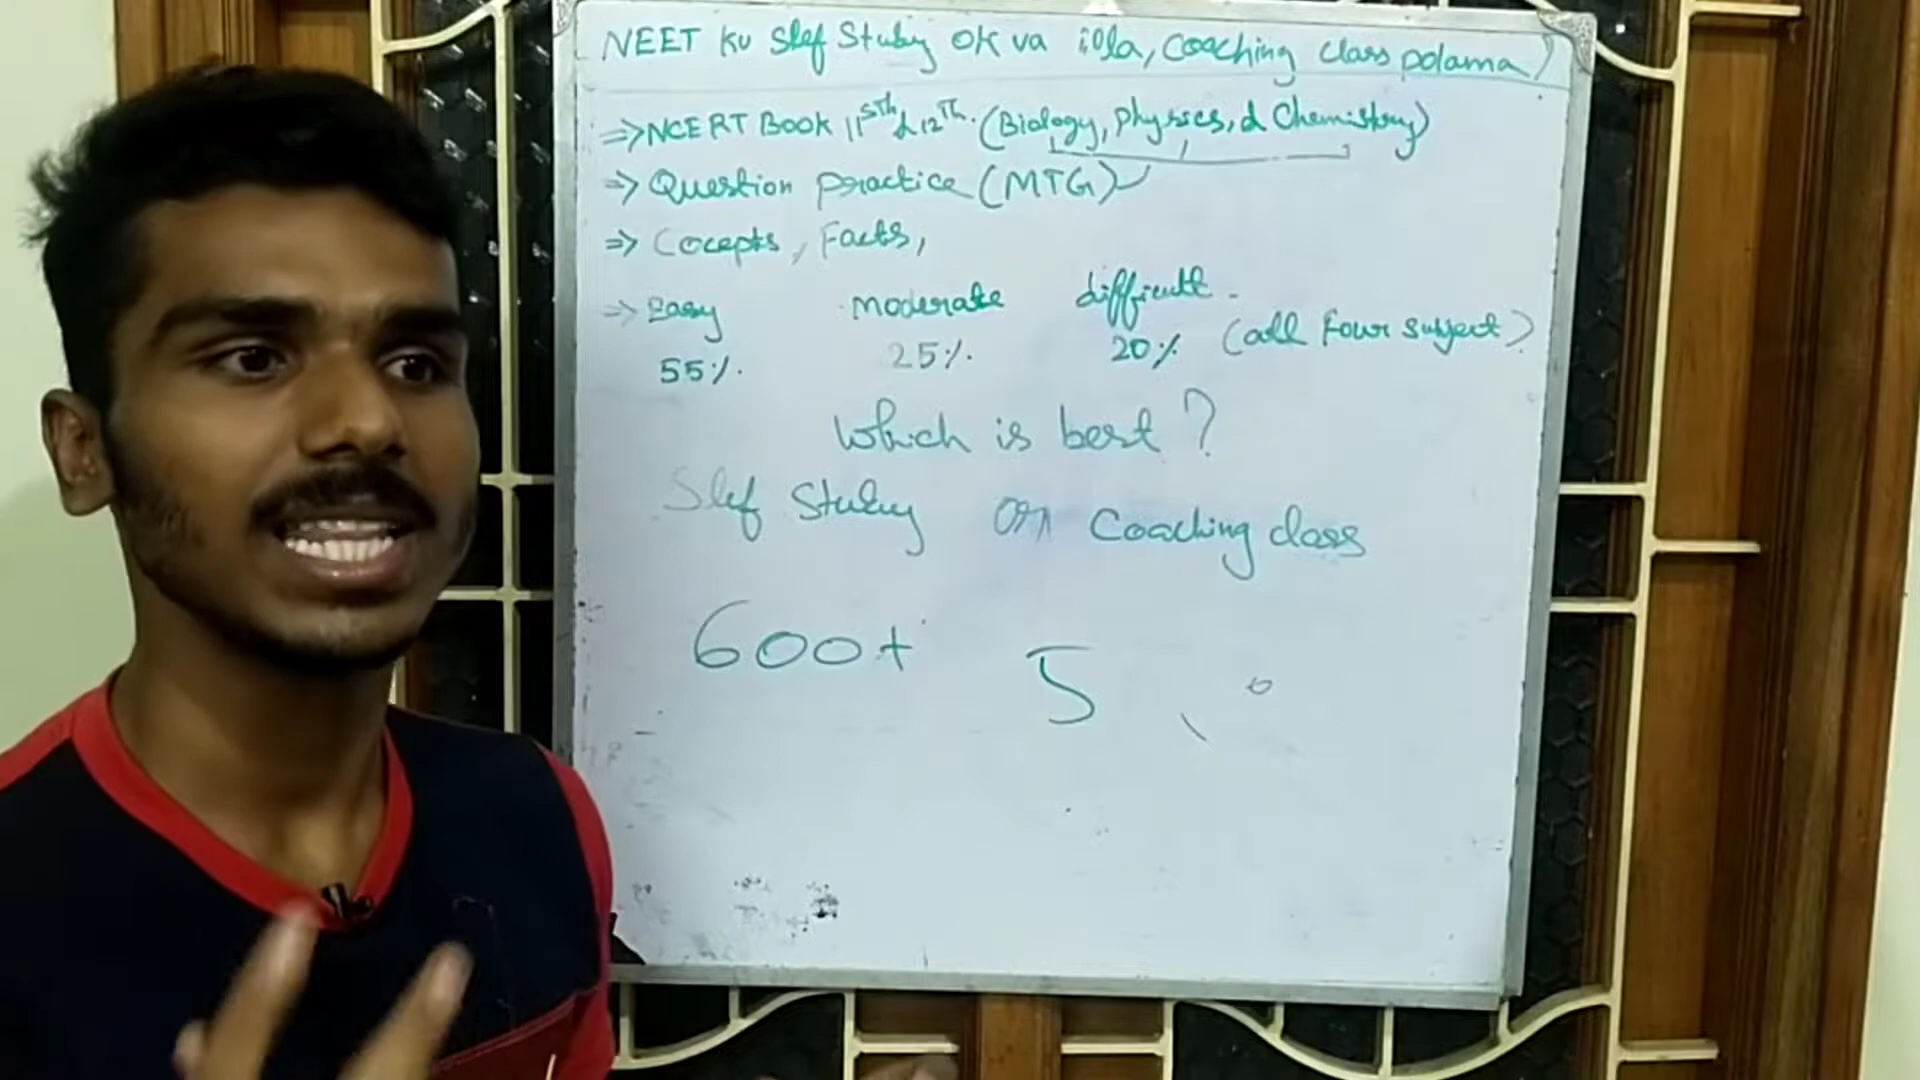 NEET KU Slef Study OK va illa, Coaching class polama
=> NCERT BOOK 11th & 12th. (Biology, physics, & Chemistry)
=> Question practice (MTG)
=> Cocepts, Facts,
=> Easy moderate difficult
55% 25% 20% (all Four subject)
Which is best?
Slef Study Or Coaching class
600+ 5